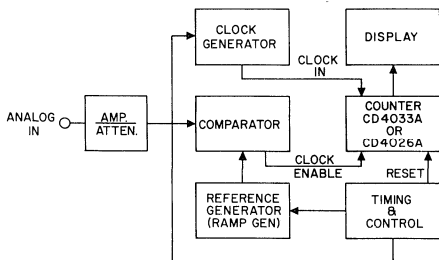 CLOCK
GENERATOR
DISPLAY
CLOCK
IN
ANALOG
IN
AMP.
ATTEN.
COMPARATOR
COUNTER
CD4033A
OR
CD4026A
CLOCK
ENABLE
RESET
REFERENCE
GENERATOR
(RAMP GEN)
TIMING
&
CONTROL